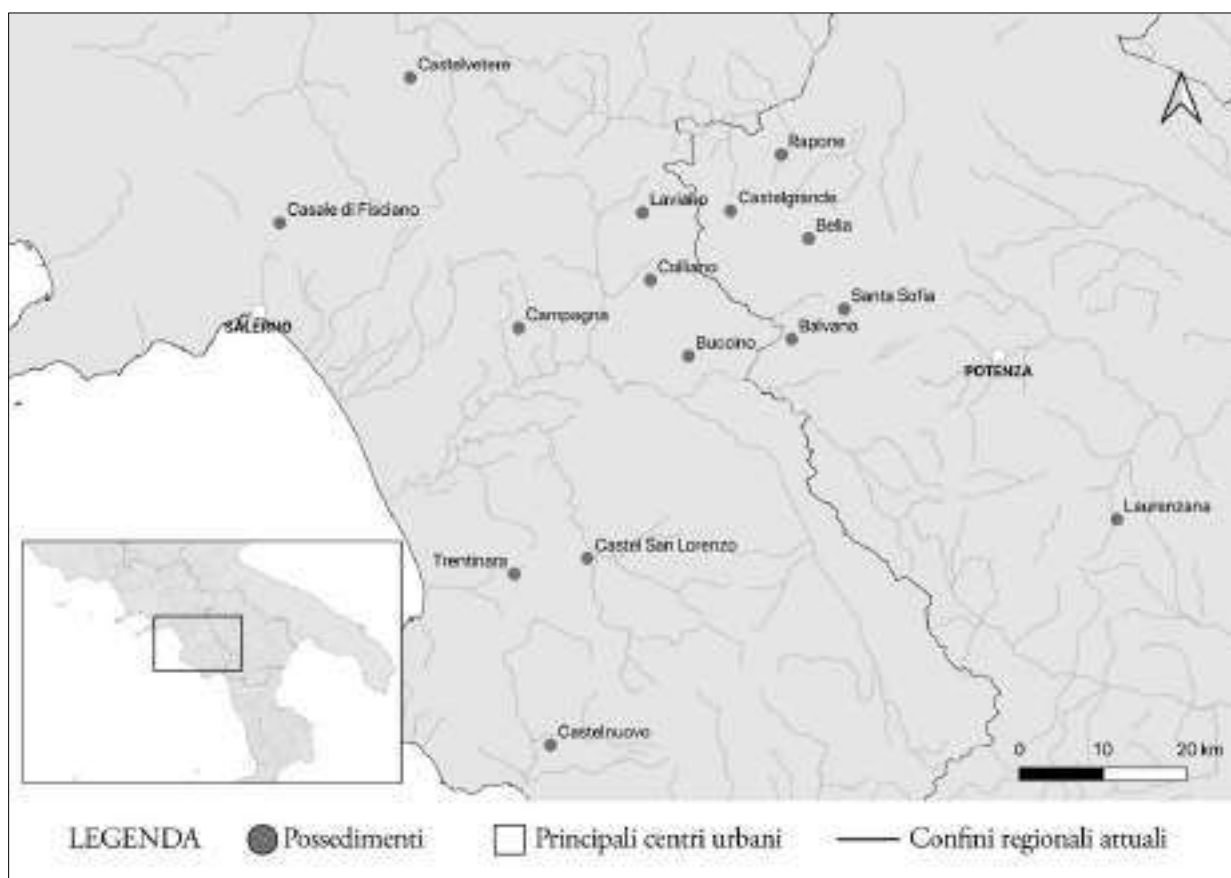 Castelvetere
Rapone
Castelgrande
Laviano
Casale di Fisciano
Bella
Colliano
Santa Sofia
Campagna
SALERNO
Balvano
Buccino
POTENZA
Laurenzana
Castel San Lorenzo
Trentinara
Castelnuovo
0 10 20 km
LEGENDA Possedimenti Principali centri urbani Confini regionali attuali